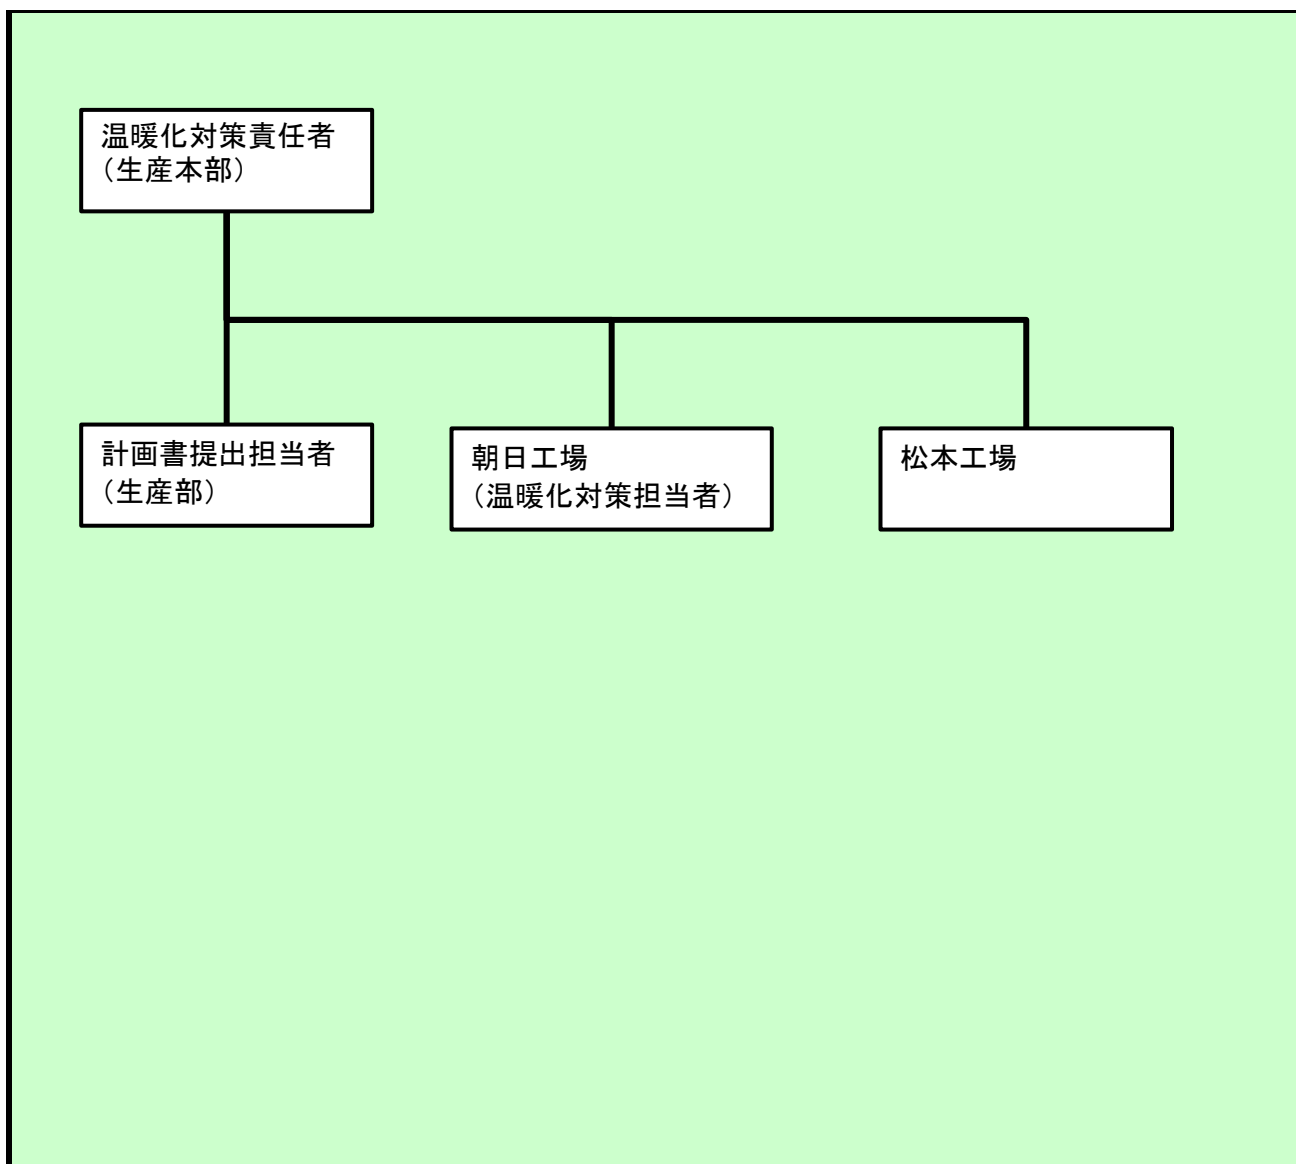 温暖化対策責任者
（生産本部）
計画書提出担当者
（生産部）
朝日工場
（温暖化対策担当者）
松本工場